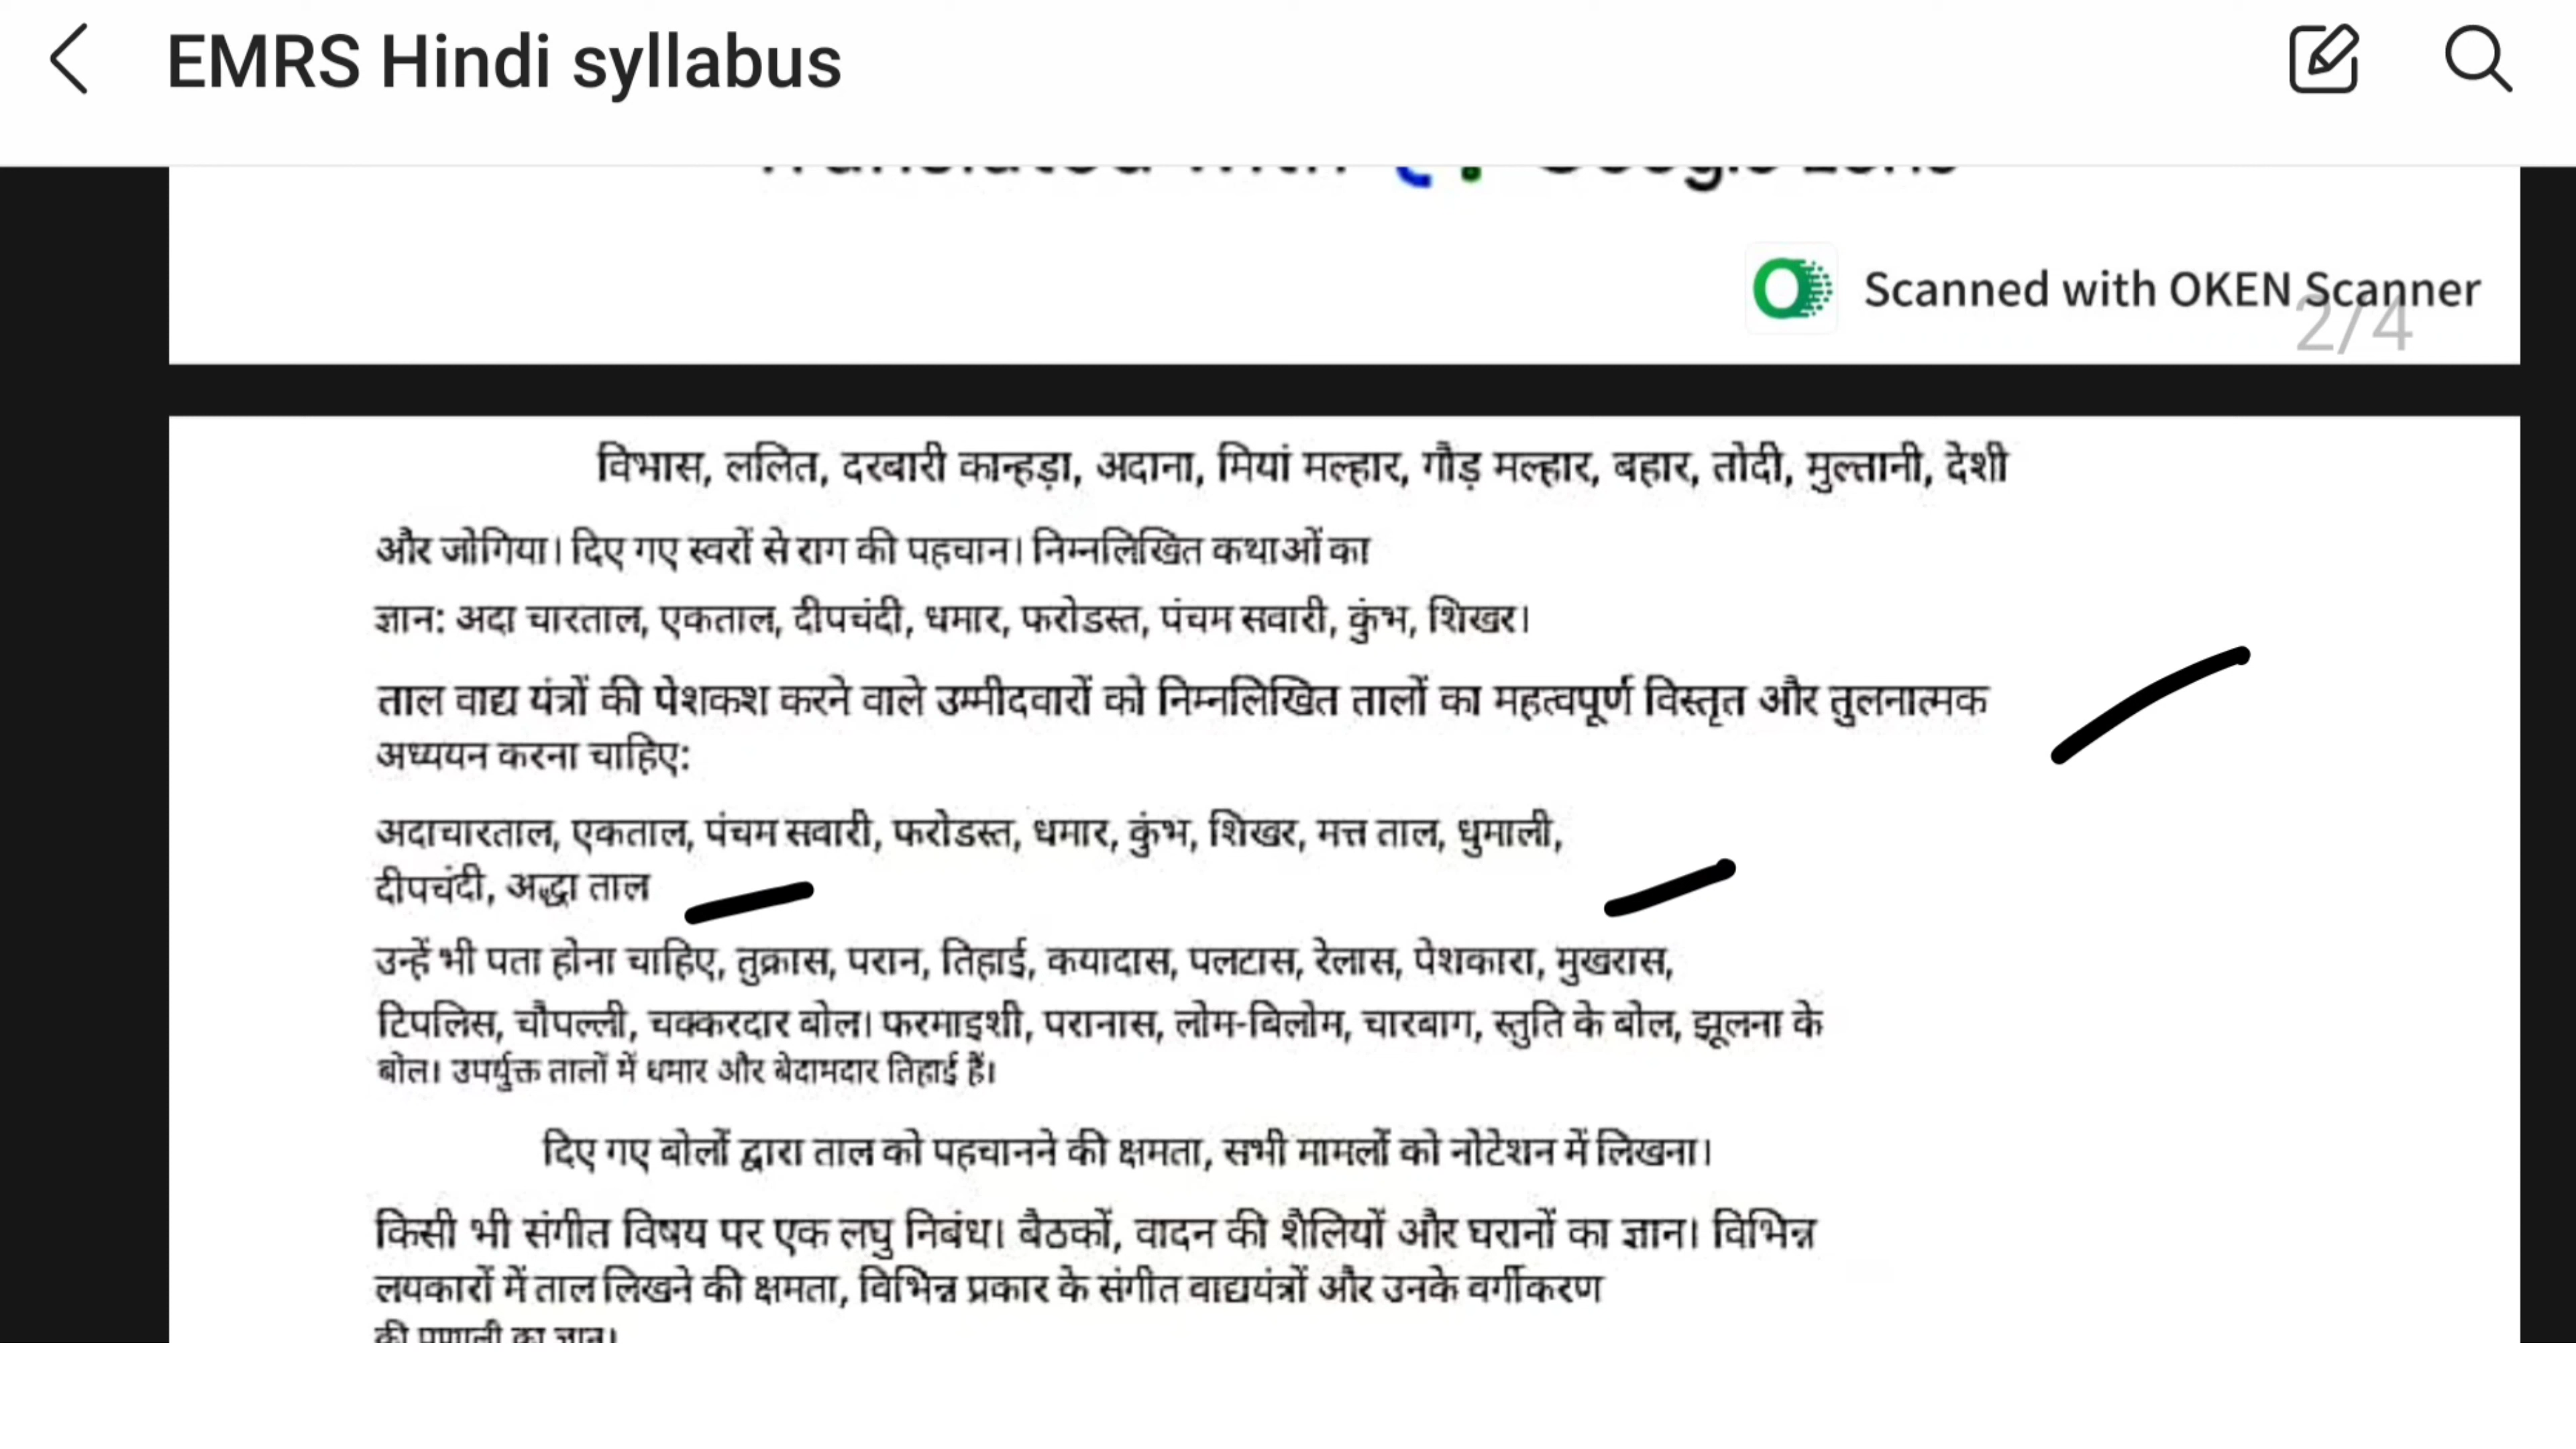 EMRS Hindi syllabus
Scanned with OKEN Scanner
2/4
विभास, ललित, दरबारी कान्हड़ा, अदाना, मियां मल्हार, गौड़ मल्हार, बहार, तोदी, मुल्तानी, देशी
और जोगिया। दिए गए स्वरों से राग की पहचान। निम्नलिखित कथाओं का
ज्ञान: अदा चारताल, एकताल, दीपचंदी, धमार, फरोडस्त, पंचम सवारी, कुंभ, शिखर।
ताल वाद्य यंत्रों की पेशकश करने वाले उम्मीदवारों को निम्नलिखित तालों का महत्वपूर्ण विस्तृत और तुलनात्मक
अध्ययन करना चाहिए:
अदाचारताल, एकताल, पंचम सवारी, फरोडस्त, धमार, कुंभ, शिखर, मत्त ताल, धुमाली,
दीपचंदी, अद्धा ताल
उन्हें भी पता होना चाहिए, तुक्रास, परान, तिहाई, कयादास, पलटास, रेलास, पेशकारा, मुखरास,
टिपलिस, चौपल्ली, चक्करदार बोल। फरमाइशी, परानास, लोम-बिलोम, चारबाग, स्तुति के बोल, झूलना के
बोल। उपर्युक्त तालों में धमार और बेदामदार तिहाई हैं।
दिए गए बोलों द्वारा ताल को पहचानने की क्षमता, सभी मामलों को नोटेशन में लिखना।
किसी भी संगीत विषय पर एक लघु निबंध। बैठकों, वादन की शैलियों और घरानों का ज्ञान। विभिन्न
लयकारों में ताल लिखने की क्षमता, विभिन्न प्रकार के संगीत वाद्ययंत्रों और उनके वर्गीकरण